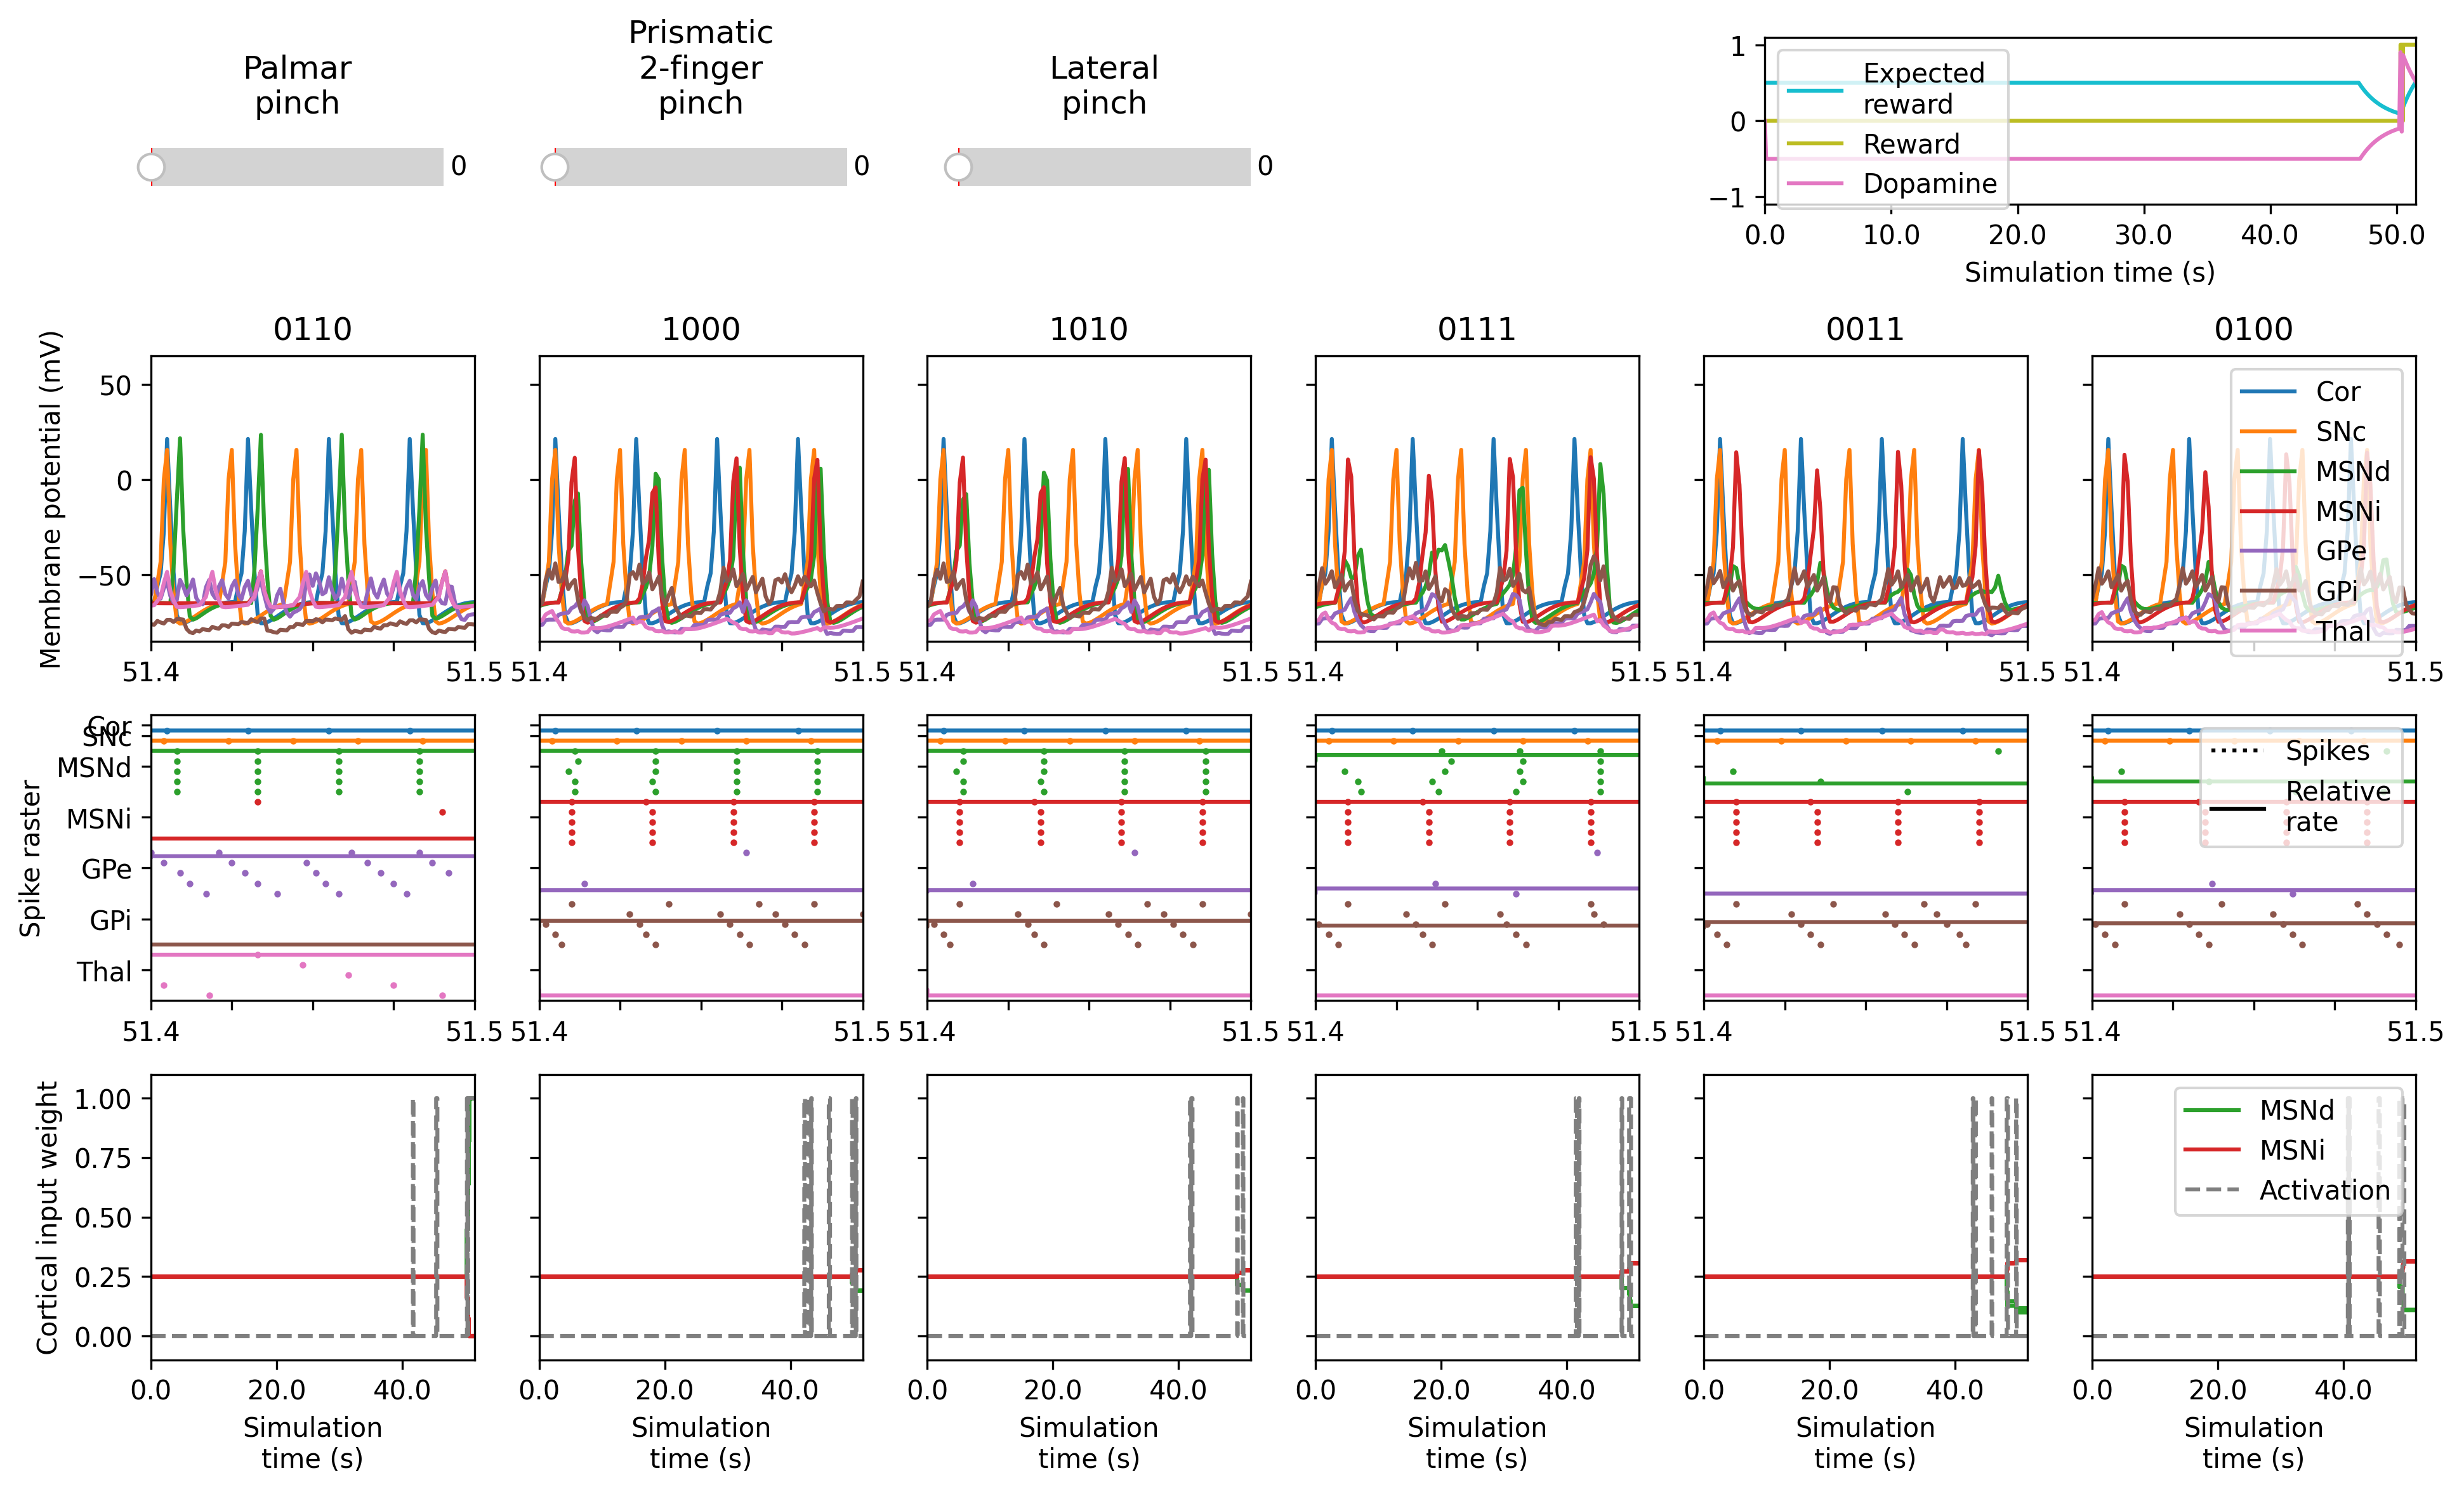 Palmar
pinch
0
Prismatic
2-finger
pinch
0
Lateral
pinch
0
1
0
−1
Expected
reward
Reward
Dopamine
0.0 10.0 20.0 30.0 40.0 50.0
Simulation time (s)
0110 1000 1010 0111 0011 0100
Membrane potential (mV)
50
0
−50
Cor
SNc
MSNd
MSNi
GPe
GPi
Thal
51.4 51.5 51.4 51.5 51.4 51.5 51.4 51.5 51.4 51.5 51.4 51.5
Spike raster
Cor
SNc
MSNd
MSNi
GPe
GPi
Thal
Spikes
Relative
rate
51.4 51.5 51.4 51.5 51.4 51.5 51.4 51.5 51.4 51.5 51.4 51.5
Cortical input weight
1.00
0.75
0.50
0.25
0.00
MSNd
MSNi
Activation
0.0 20.0 40.0 0.0 20.0 40.0 0.0 20.0 40.0 0.0 20.0 40.0 0.0 20.0 40.0 0.0 20.0 40.0
Simulation Simulation Simulation Simulation Simulation Simulation
time (s) time (s) time (s) time (s) time (s) time (s)